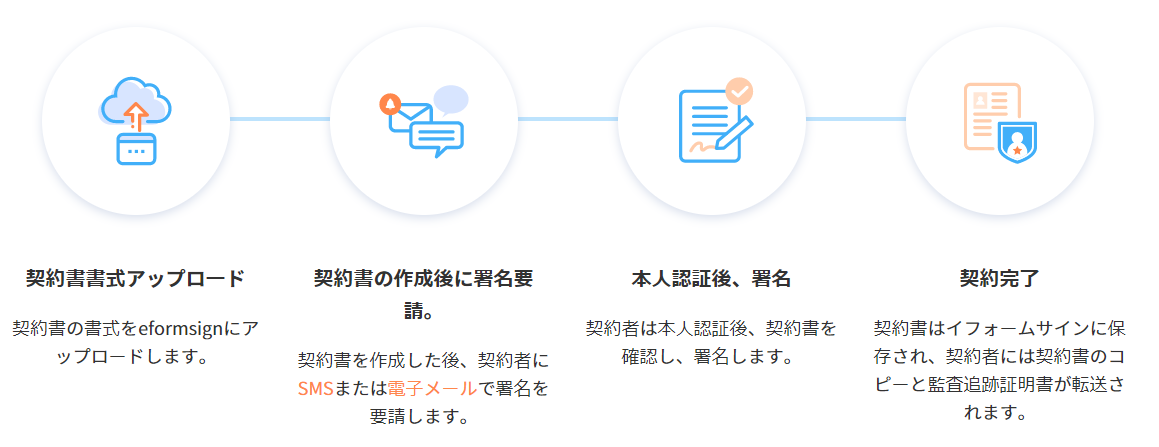 契約書書式アップロード
契約書の書式をeformsignにア
ップロードします。
契約書の作成後に署名要
請。
契約書を作成した後、契約者に
SMSまたは電子メールで署名を
要請します。
本人認証後、署名
契約者は本人認証後、契約書を
確認し、署名します。
契約完了
契約書はイフォームサインに保
存され、契約者には契約書のコ
ピーと監査追跡証明書が転送さ
れます。